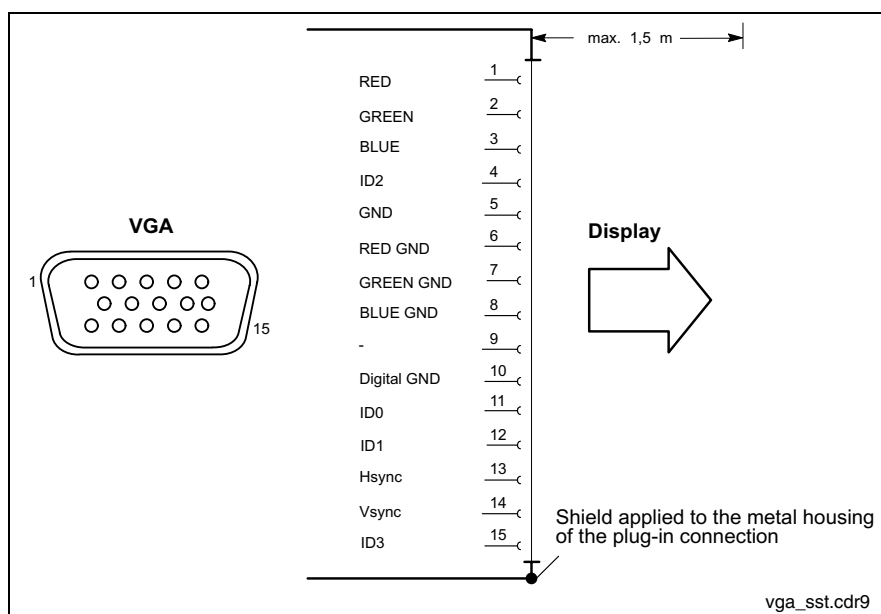 max. 1,5 m
RED 1
GREEN 2
BLUE 3
ID2 4
GND 5
VGA
RED GND 6
Display
GREEN GND 7
1
BLUE GND 8
15
- 9
Digital GND 10
ID0 11
ID1 12
Hsync 13
Vsync 14
ID3 15
Shield applied to the metal housing
of the plug-in connection
vga_sst.cdr9